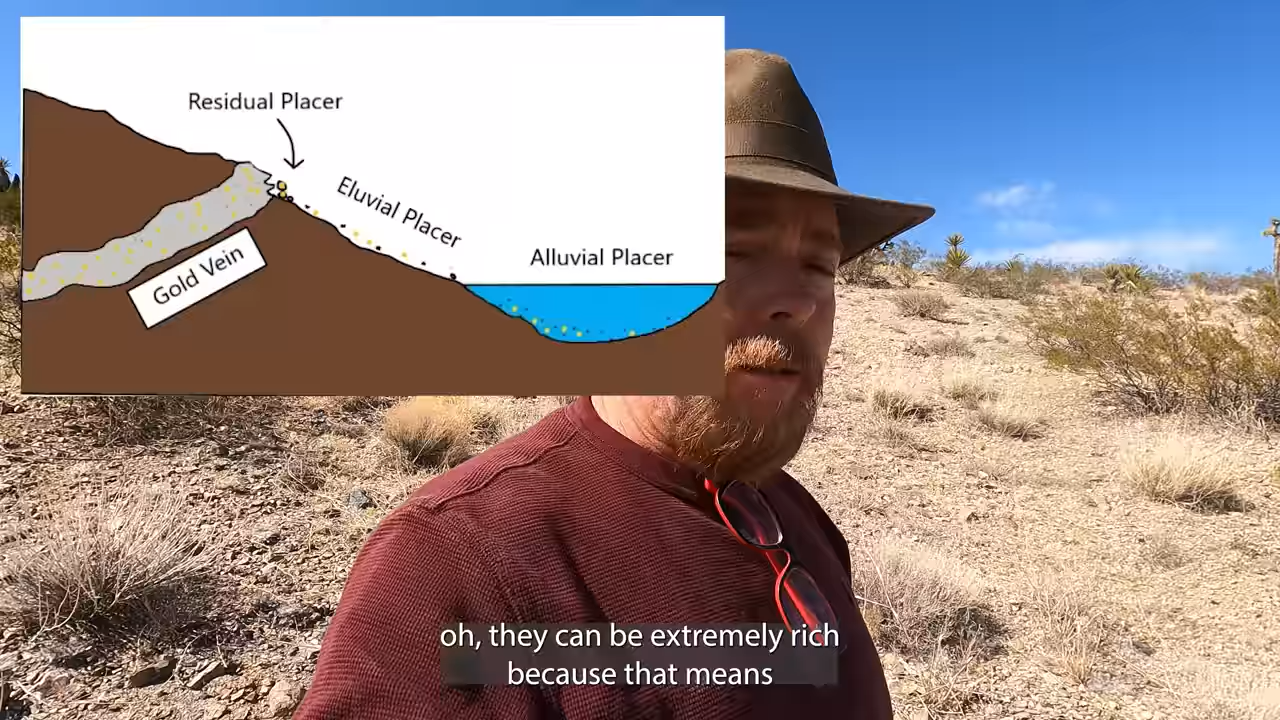 Residual Placer
Eluvial Placer
Alluvial Placer
Gold Vein
oh, they can be extremely rich
because that means